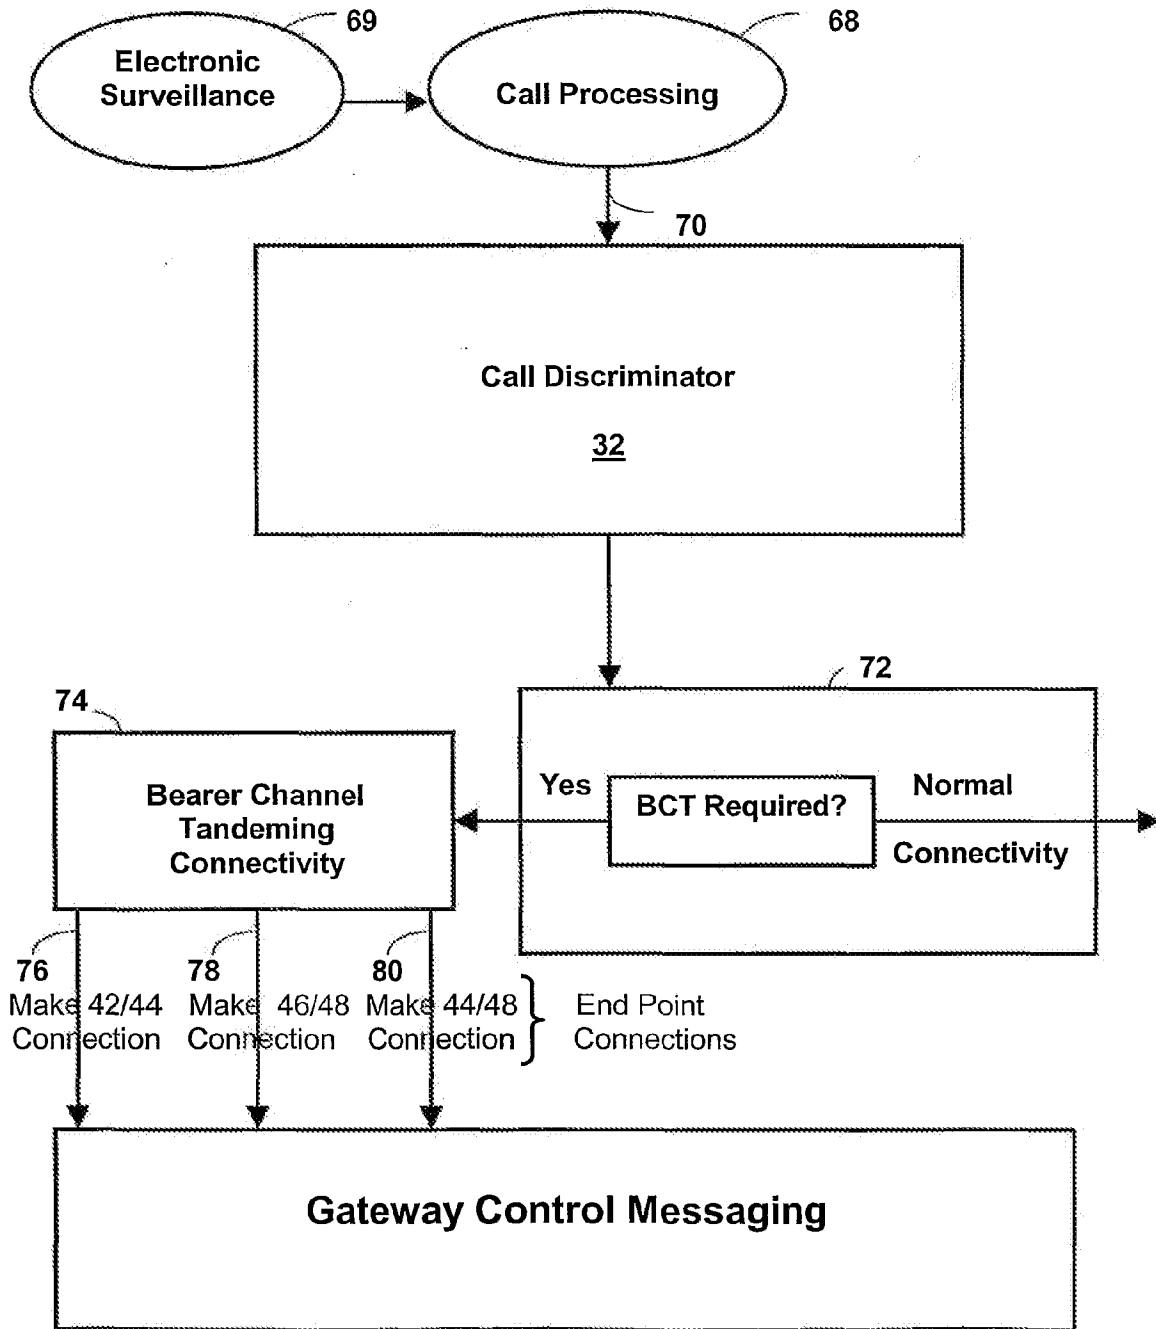 69
68
Electronic
Surveillance
Call Processing
70
Call Discriminator
32
72
74
Yes
Normal
BCT Required?
Connectivity
Bearer Channel
Tandeming
Connectivity
76
78
80
Make 42/44
Connection
Make 46/48
Connection
Make 44/48
Connection
End Point
Connections
Gateway Control Messaging